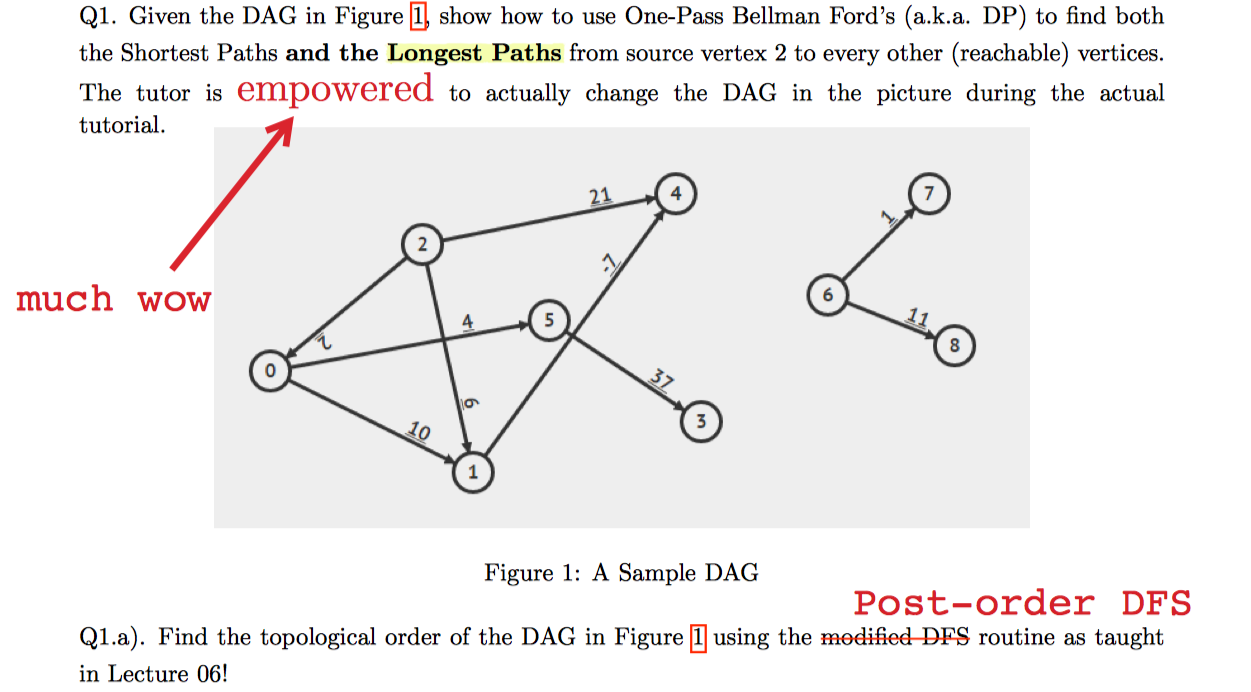 Q1. Given the DAG in Figure 1, show how to use One-Pass Bellman Ford's (a.k.a. DP) to find both
the Shortest Paths and the Longest Paths from source vertex 2 to every other (reachable) vertices.
The tutor is empowered to actually change the DAG in the picture during the actual
tutorial.
much wow
21
4
7
1
2
6
11
8
4
5
2
0
37
3
10
1
Figure 1: A Sample DAG
Post-order DFS
Q1.a). Find the topological order of the DAG in Figure 1 using the modified DFS routine as taught
in Lecture 06!